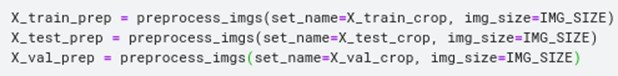 X_train_prep = preprocess_imgs(set_name=X_train_crop, img_size=IMG_SIZE)
X_test_prep = preprocess_imgs(set_name=X_test_crop, img_size=IMG_SIZE)
X_val_prep = preprocess_imgs(set_name=X_val_crop, img_size=IMG_SIZE)